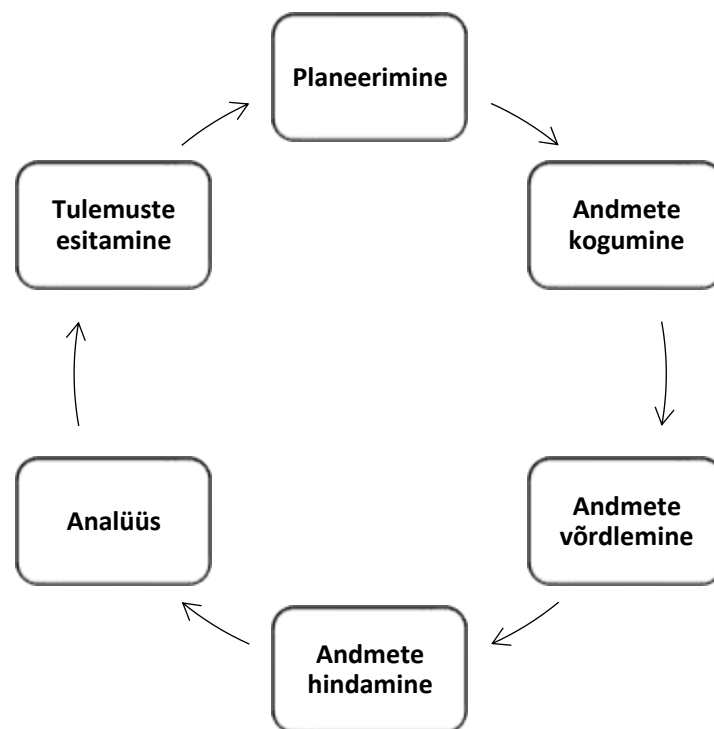 Planeerimine
Andmete
kogumine
Andmete
võrdlemine
Andmete
hindamine
Analüüs
Tulemuste
esitamine